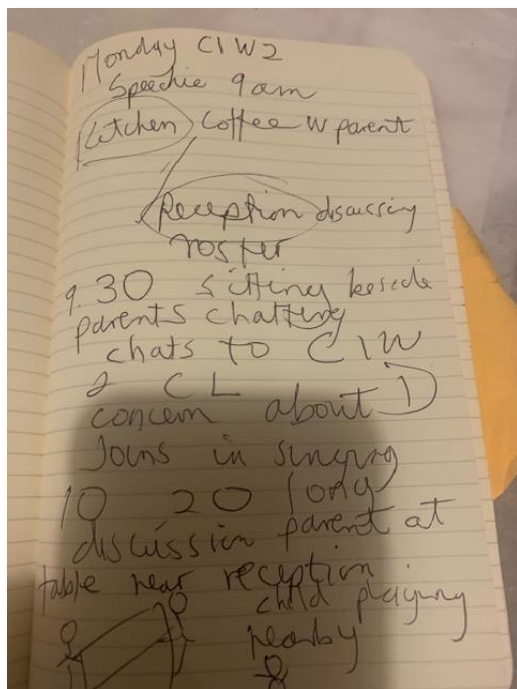 Monday CIW2
Speechie 9am
Kitchen Coffee W parent
Reception discussing
roster
9.30 sitting beside
parents chatting
chats to CIW
2 CL
concern about D
Joins in singing
10 20 long
discussion parent at
table near reception
child playing
nearby